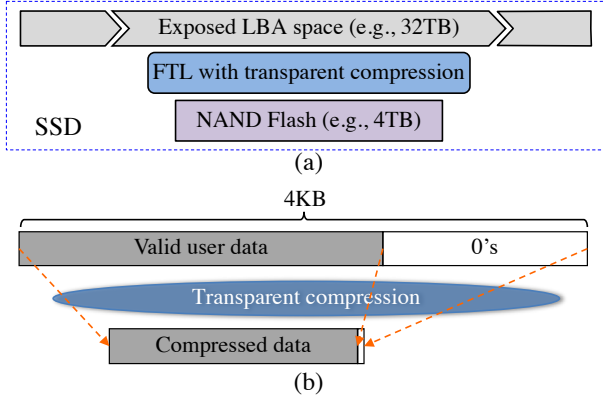 Exposed LBA space (e.g., 32TB)
FTL with transparent compression
NAND Flash (e.g., 4TB)
SSD
(a)
4KB
Valid user data
0's
Transparent compression
Compressed data
(b)